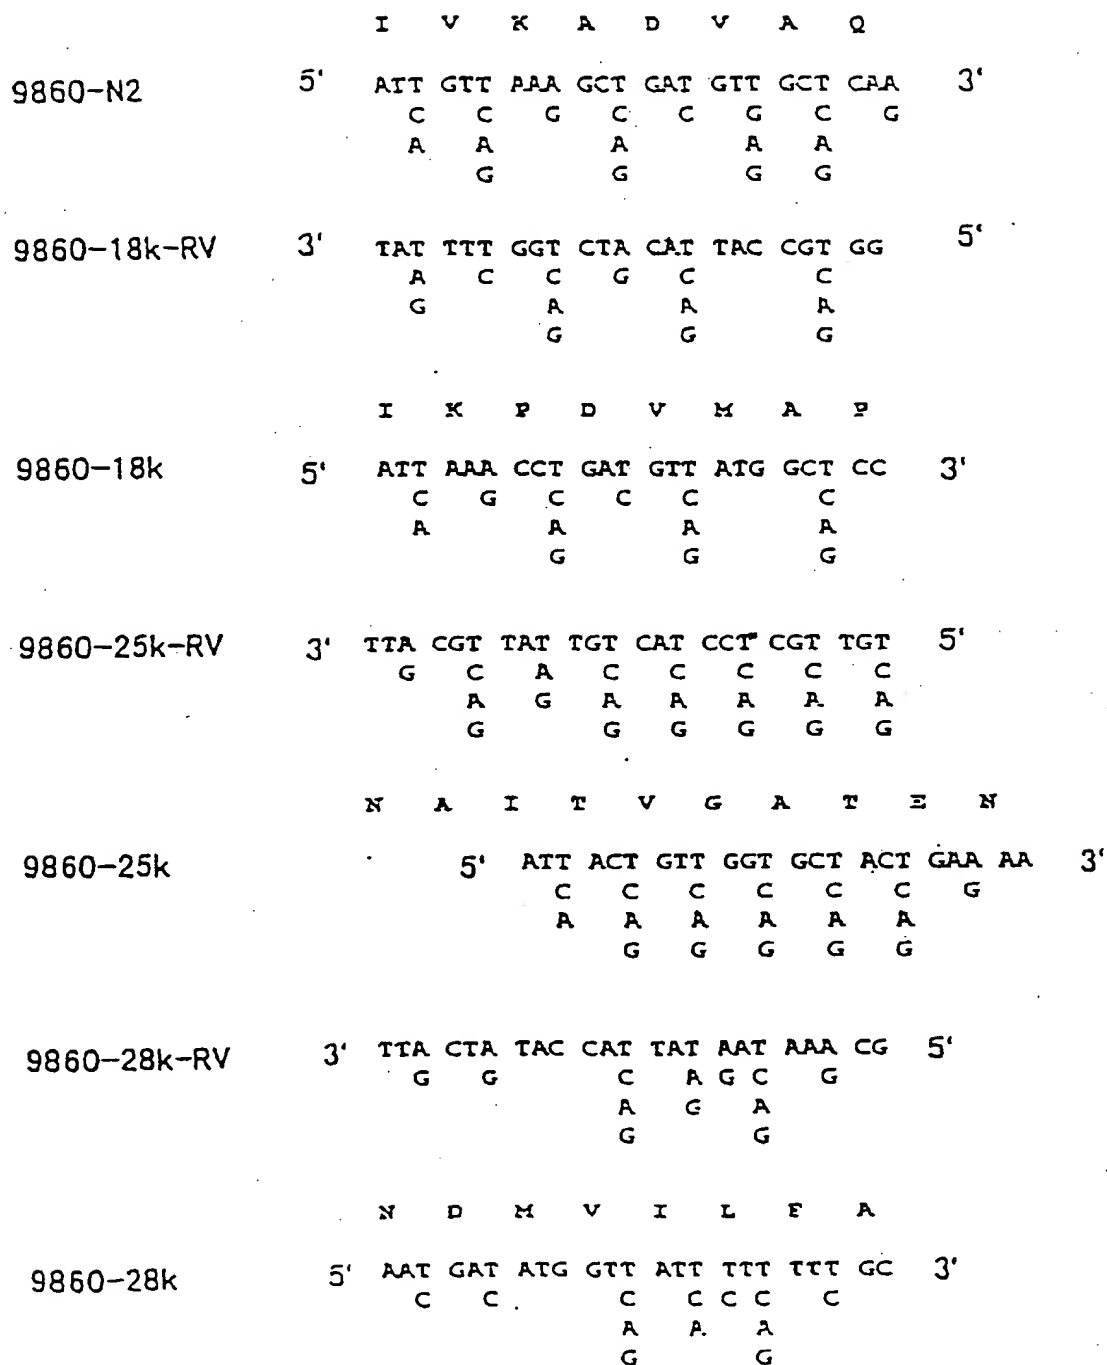 I V K A D V A Q
9860-N2 5' ATT GTT AAA GCT GAT GTT GCT CAA 3'
C C G C C G C G
A A A A A
G G G G
9860-18k-RV 3' TAT TTT GGT CTA CAT TAC CGT GG 5'
A C C G C C
G A A A
G G G
I K P D V M A P
9860-18k 5' ATT AAA CCT GAT GTT ATG GCT CC 3'
C G C C C C
A A A A
G G G
9860-25k-RV 3' TTA CGT TAT TGT CAT CCT CGT TGT 5'
G C A C C C C C
A G A A A A A
G G G G G G
N A I T V G A T E N
9860-25k 5' ATT ACT GTT GGT GCT ACT GAA AA 3'
C C C C C C G
A A A A A A
G G G G G
9860-28k-RV 3' TTA CTA TAC CAT TAT AAT AAA CG 5'
G G C A G C G
A G A
G G
N D M V I L F A
9860-28k 5' AAT GAT ATG GTT ATT TTT TTT GC 3'
C C C C C C C
A A A
G G